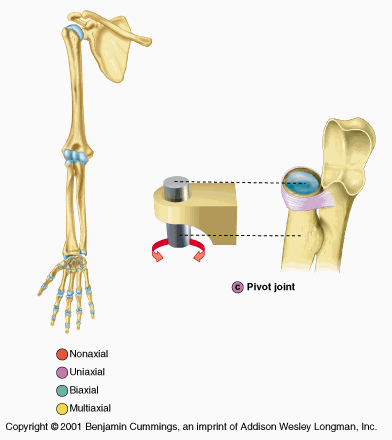 c Pivot joint
Nonaxial
Uniaxial
Biaxial
Multiaxial
Copyright © 2001 Benjamin Cummings, an imprint of Addison Wesley Longman, Inc.